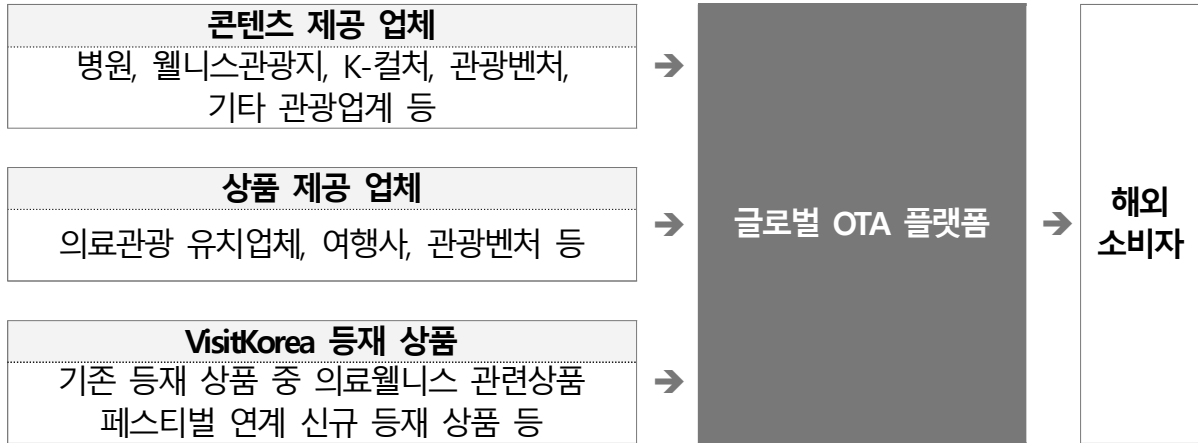 콘텐츠 제공 업체
병원, 웰니스관광지, K-컬처, 관광벤처,
기타 관광업계 등
➔
상품 제공 업체
의료관광 유치업체, 여행사, 관광벤처 등
➔
VisitKorea 등재 상품
기존 등재 상품 중 의료웰니스 관련상품
페스티벌 연계 신규 등재 상품 등
➔
글로벌 OTA 플랫폼
➔
해외
소비자